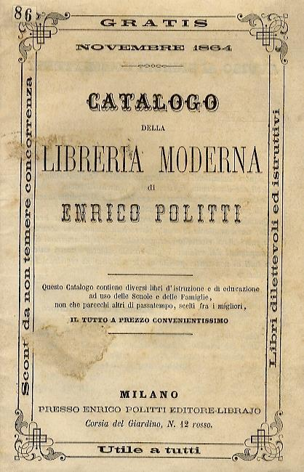 86
GRATIS
NOVEMBRE 1864
CATALOGO
DELLA
LIBRERIA MODERNA
di
ENRICO POLITTI
Questo Catalogo contiene diversi libri d'istruzione e di educazione
ad uso delle Scuole e delle Famiglie,
non che parecchi altri di passatempo, scelti fra i migliori,
IL TUTTO A PREZZO CONVENIENTISSIMO
MILANO
PRESSO ENRICO POLITTI EDITORE-LIBRAJO
Corsia del Giardino, N. 12 rosso.
Utile a tutti
Sconti da non temere concorrenza
Libri dilettevoli ed istruttivi